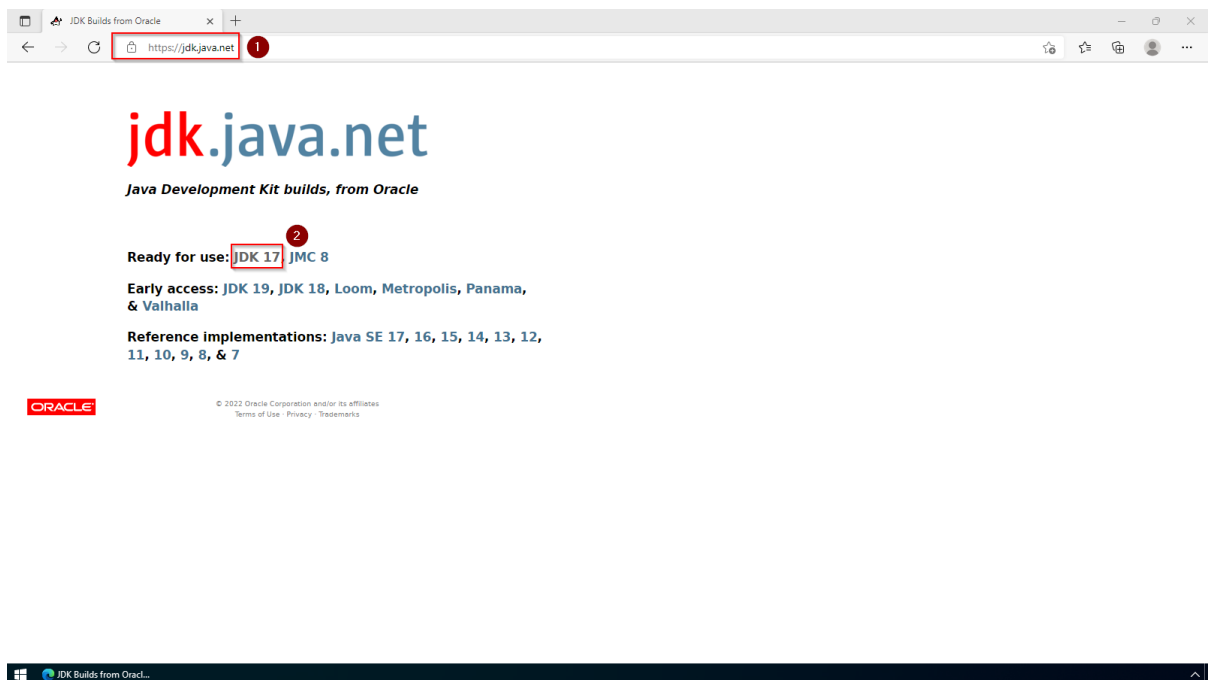 JDK Builds from Oracle
https://jdk.java.net
1
jdk.java.net
Java Development Kit builds, from Oracle
2
Ready for use: JDK 17, JMC 8
Early access: JDK 19, JDK 18, Loom, Metropolis, Panama,
& Valhalla
Reference implementations: Java SE 17, 16, 15, 14, 13, 12,
11, 10, 9, 8, & 7
ORACLE
© 2022 Oracle Corporation and/or its affiliates
Terms of Use · Privacy · Trademarks
JDK Builds from Oracl...